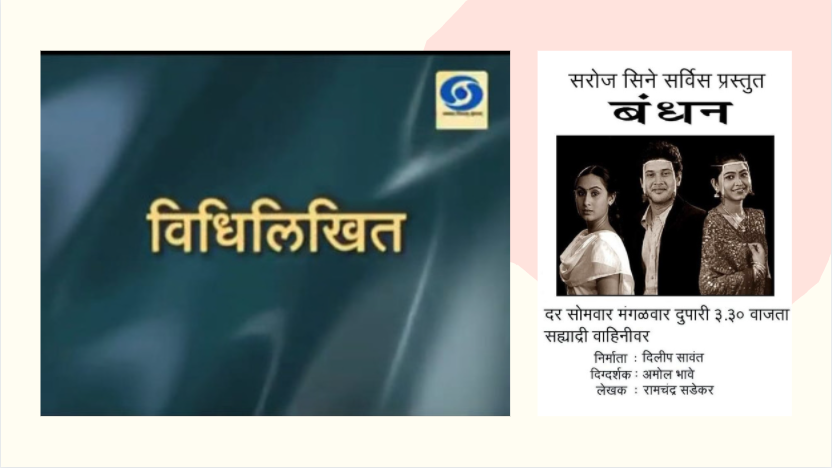 विधिलिखित
सरोज सिने सर्विस प्रस्तुत
बंधन
दर सोमवार मंगळवार दुपारी ३.३० वाजता
सह्याद्री वाहिनीवर
निर्माता : दिलीप सावंत
दिग्दर्शक : अमोल भावे
लेखक : रामचंद्र सडेकर